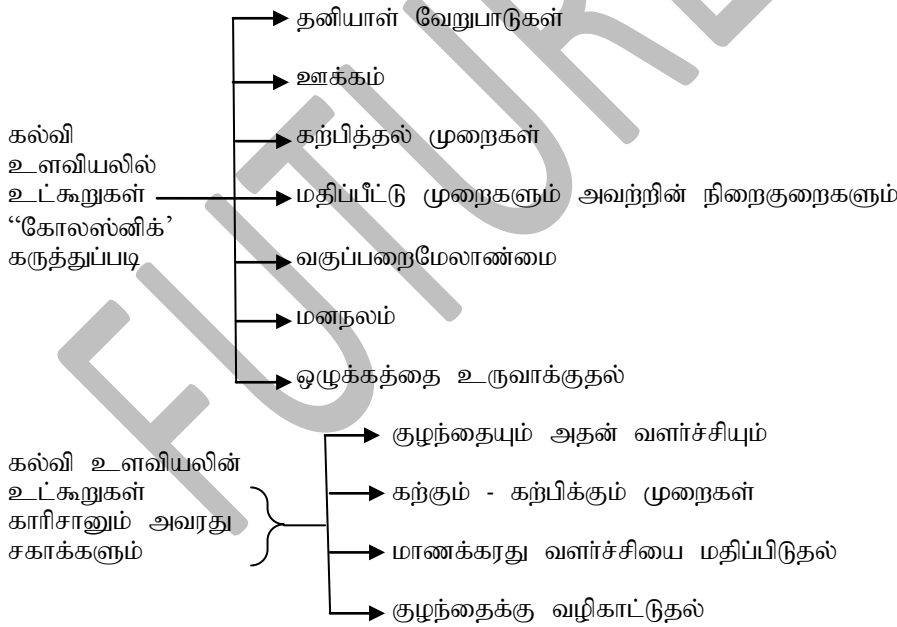 தனியாள் வேறுபாடுகள்
ஊக்கம்
கல்வி
உளவியலில்
உட்கூறுகள்
“கோலஸ்னிக்’
கருத்துப்படி
கற்பித்தல் முறைகள்
மதிப்பீட்டு முறைகளும் அவற்றின் நிறைகுறைகளும்
வகுப்பறைமேலாண்மை
மனநலம்
ஒழுக்கத்தை உருவாக்குதல்
கல்வி உளவியலின்
உட்கூறுகள்
காரிசானும் அவரது
சகாக்களும்
குழந்தையும் அதன் வளர்ச்சியும்
கற்கும் - கற்பிக்கும் முறைகள்
மாணக்கரது வளர்ச்சியை மதிப்பிடுதல்
குழந்தைக்கு வழிகாட்டுதல்
FUTURE